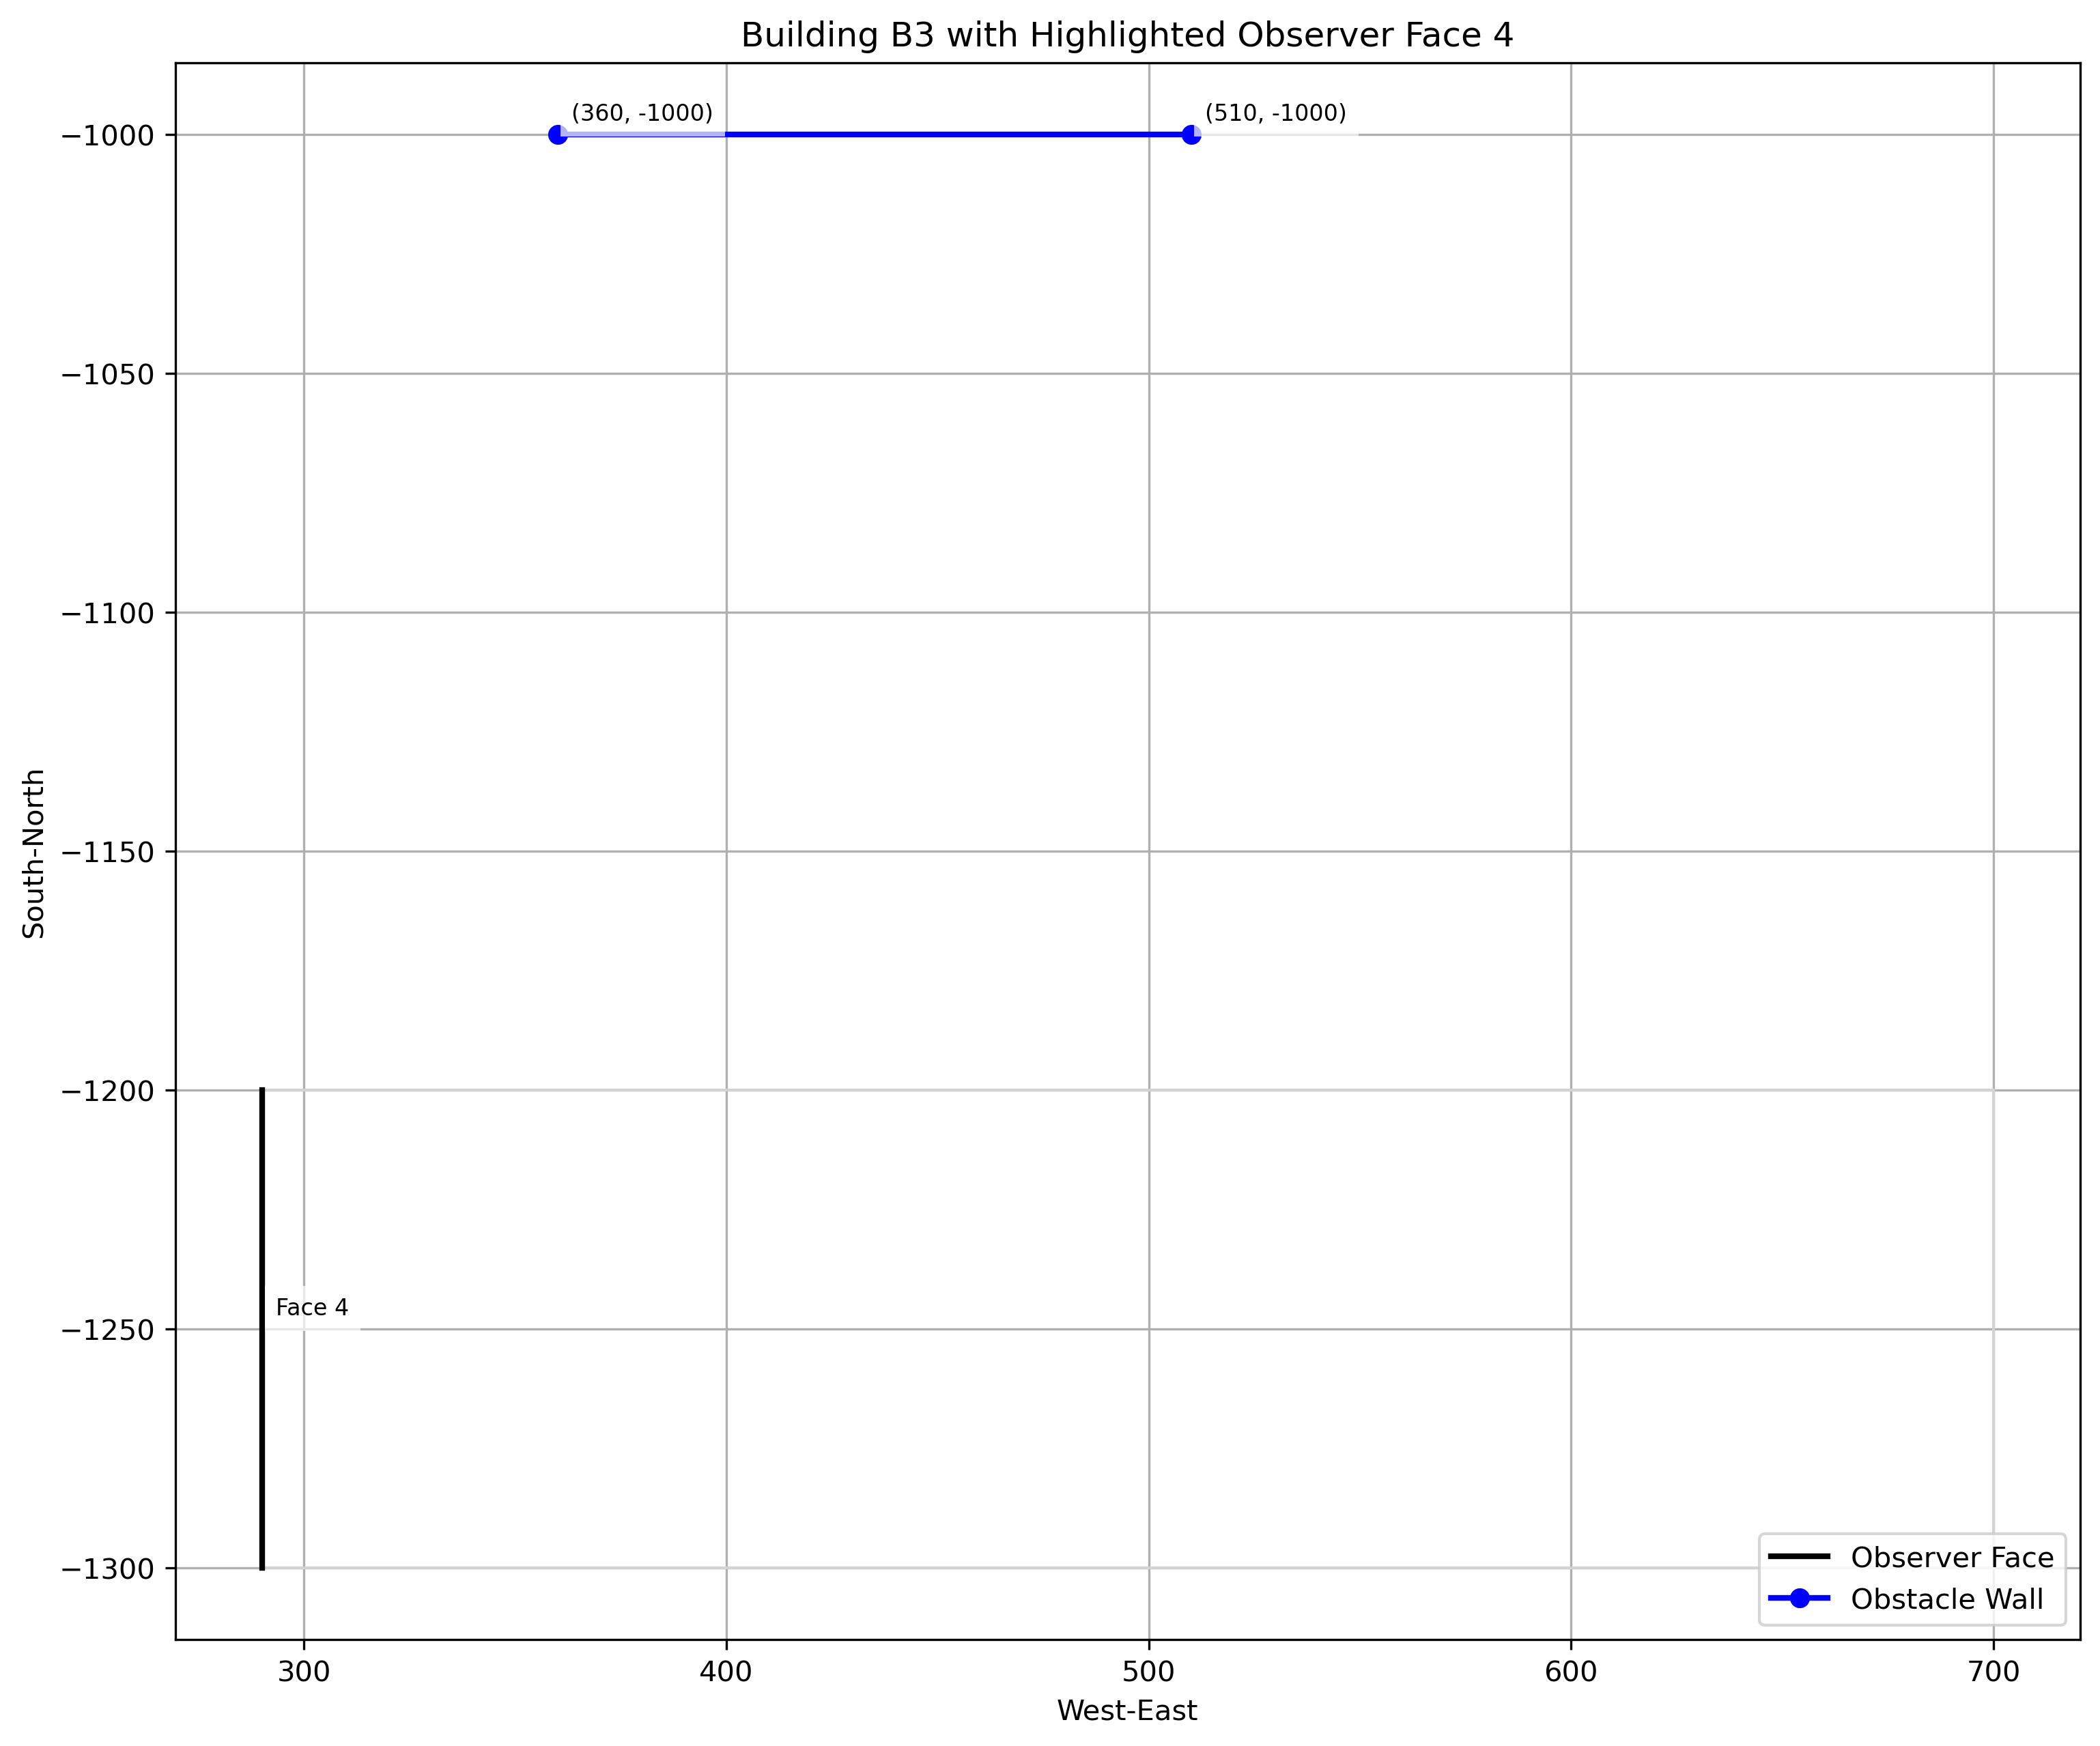 Building B3 with Highlighted Observer Face 4
(360, -1000)
(510, -1000)
−1000
−1050
−1100
−1150
−1200
−1250
−1300
South-North
Face 4
Observer Face
Obstacle Wall
300
400
500
600
700
West-East